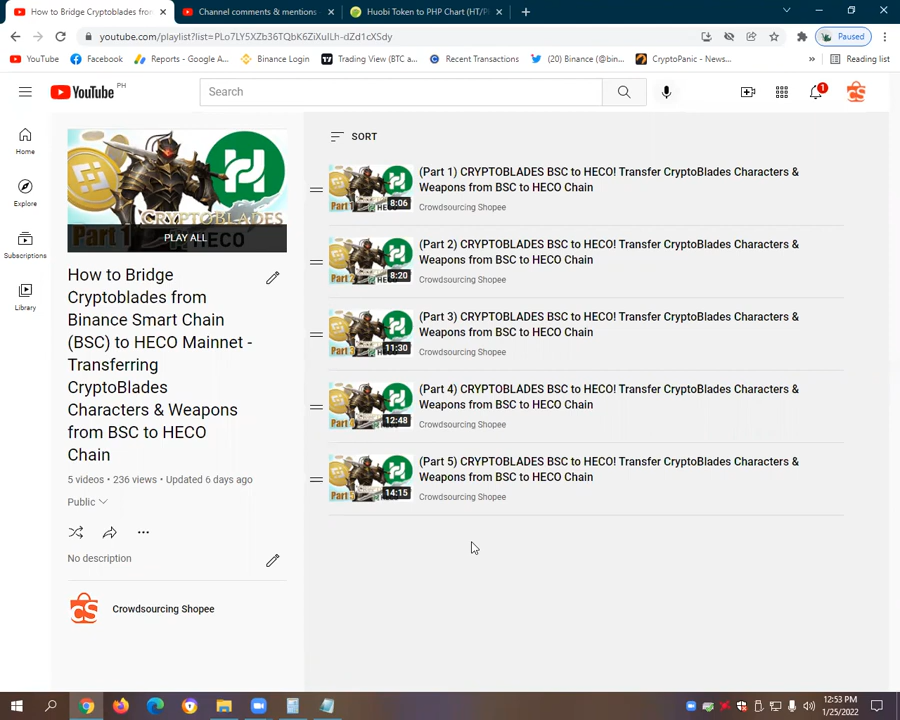 How to Bridge Cryptoblades from
Channel comments & mentions
Huobi Token to PHP Chart (HT/P
youtube.com/playlist?list=PLo7LY5XZb36TQbK6ZiXuILh-dZd1cXSdy
Paused
YouTube
Facebook
Reports - Google A...
Binance Login
Trading View (BTC a...
Recent Transactions
(20) Binance (@bin...
CryptoPanic - News...
»
Reading list
YouTube PH
Search
1
Home
Explore
Subscriptions
Library
CRYPTOBLADES
Part 1
HECO
PLAY ALL
How to Bridge
Cryptoblades from
Binance Smart Chain
(BSC) to HECO Mainnet -
Transferring
CryptoBlades
Characters & Weapons
from BSC to HECO
Chain
5 videos • 236 views • Updated 6 days ago
Public
No description
CS
Crowdsourcing Shopee
SORT
8:06
(Part 1) CRYPTOBLADES BSC to HECO! Transfer CryptoBlades Characters &
Weapons from BSC to HECO Chain
Crowdsourcing Shopee
8:20
(Part 2) CRYPTOBLADES BSC to HECO! Transfer CryptoBlades Characters &
Weapons from BSC to HECO Chain
Crowdsourcing Shopee
11:30
(Part 3) CRYPTOBLADES BSC to HECO! Transfer CryptoBlades Characters &
Weapons from BSC to HECO Chain
Crowdsourcing Shopee
12:48
(Part 4) CRYPTOBLADES BSC to HECO! Transfer CryptoBlades Characters &
Weapons from BSC to HECO Chain
Crowdsourcing Shopee
14:15
(Part 5) CRYPTOBLADES BSC to HECO! Transfer CryptoBlades Characters &
Weapons from BSC to HECO Chain
Crowdsourcing Shopee
12:53 PM
1/25/2022